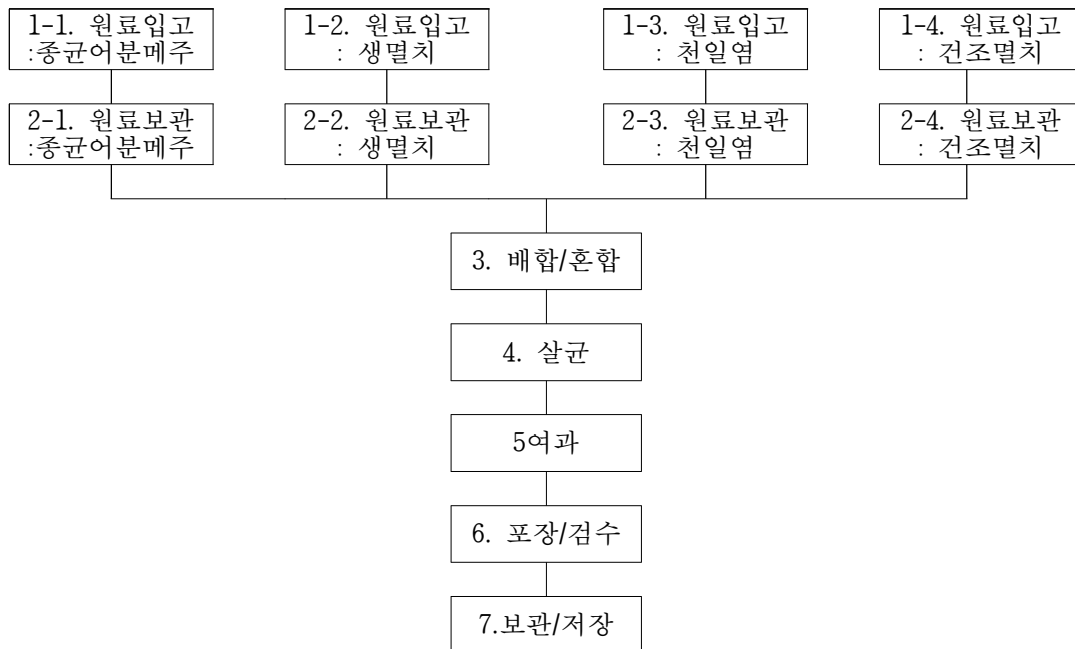 1-1. 원료입고
:종균어분메주
1-2. 원료입고
: 생멸치
1-3. 원료입고
: 천일염
1-4. 원료입고
: 건조멸치
2-1. 원료보관
:종균어분메주
2-2. 원료보관
: 생멸치
2-3. 원료보관
: 천일염
2-4. 원료보관
: 건조멸치
3. 배합/혼합
4. 살균
5여과
6. 포장/검수
7.보관/저장